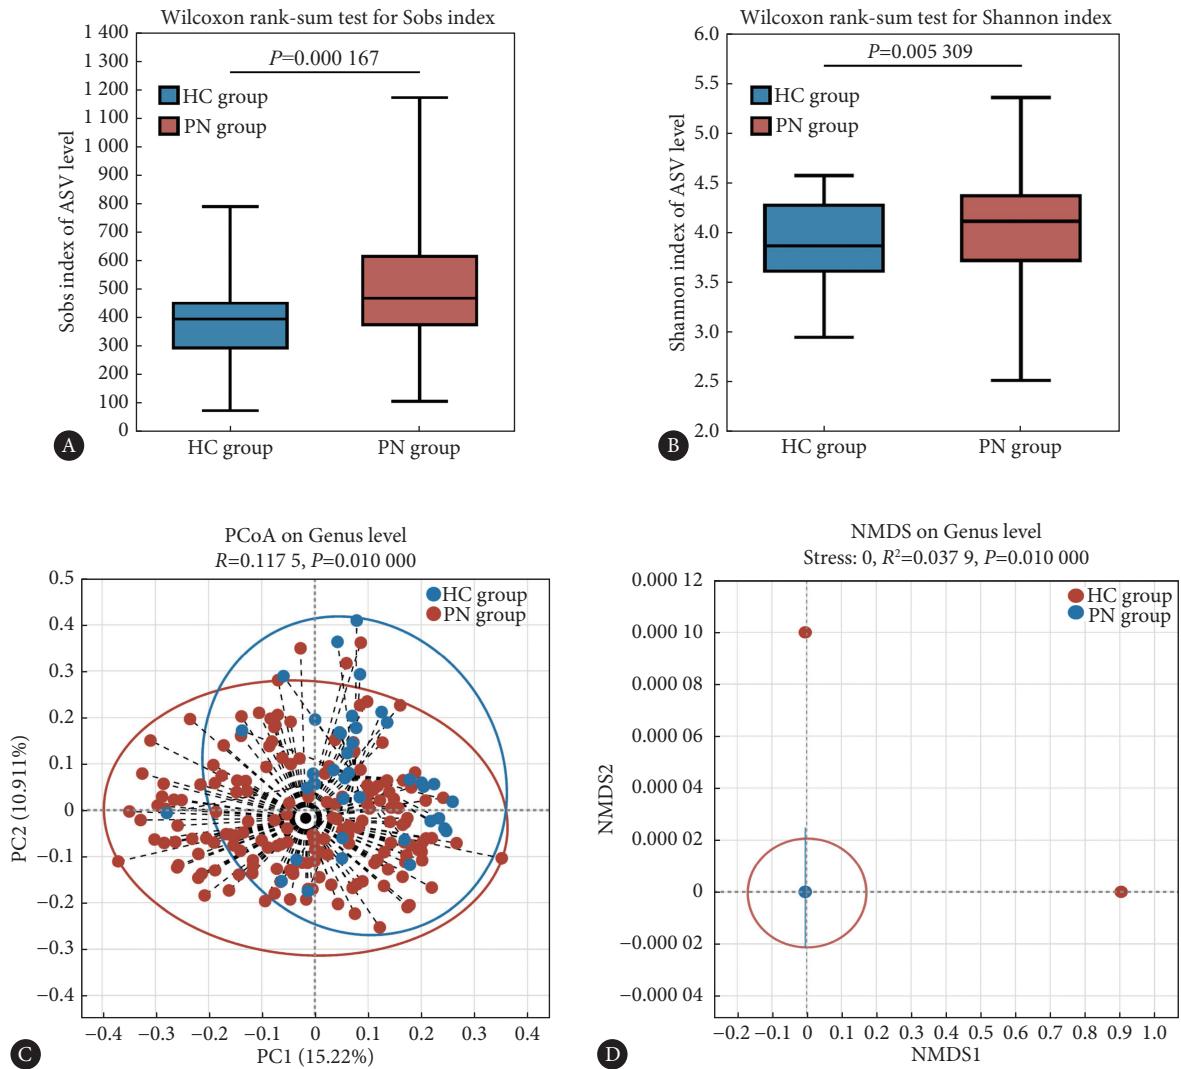 Wilcoxon rank-sum test for Sobs index
P=0.000 167
HC group
PN group
Sobs index of ASV level
1 400
1 300
1 200
1 100
1 000
900
800
700
600
500
400
300
200
100
0
HC group
PN group
A
Wilcoxon rank-sum test for Shannon index
P=0.005 309
HC group
PN group
Shannon index of ASV level
6.0
5.5
5.0
4.5
4.0
3.5
3.0
2.5
2.0
HC group
PN group
B
PCoA on Genus level
R=0.117 5, P=0.010 000
HC group
PN group
PC2 (10.911%)
0.5
0.4
0.3
0.2
0.1
0
−0.1
−0.2
−0.3
−0.4
−0.4
−0.3
−0.2
−0.1
0
0.1
0.2
0.3
0.4
PC1 (15.22%)
C
NMDS on Genus level
Stress: 0, R²=0.037 9, P=0.010 000
HC group
PN group
NMDS2
0.000 12
0.000 10
0.000 06
0.000 08
0.000 04
0.000 02
0
−0.000 02
−0.000 04
−0.2
−0.1
0
0.1
0.2
0.3
0.4
0.5
0.6
0.7
0.8
0.9
1.0
NMDS1
D